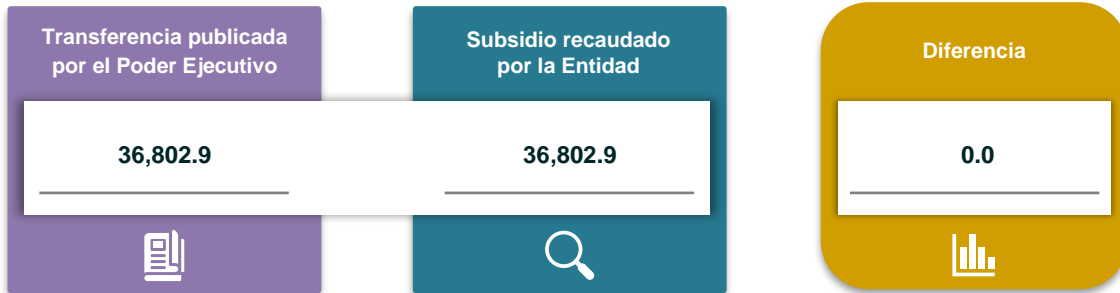 Transferencia publicada
por el Poder Ejecutivo
36,802.9
Subsidio recaudado
por la Entidad
36,802.9
Diferencia
0.0